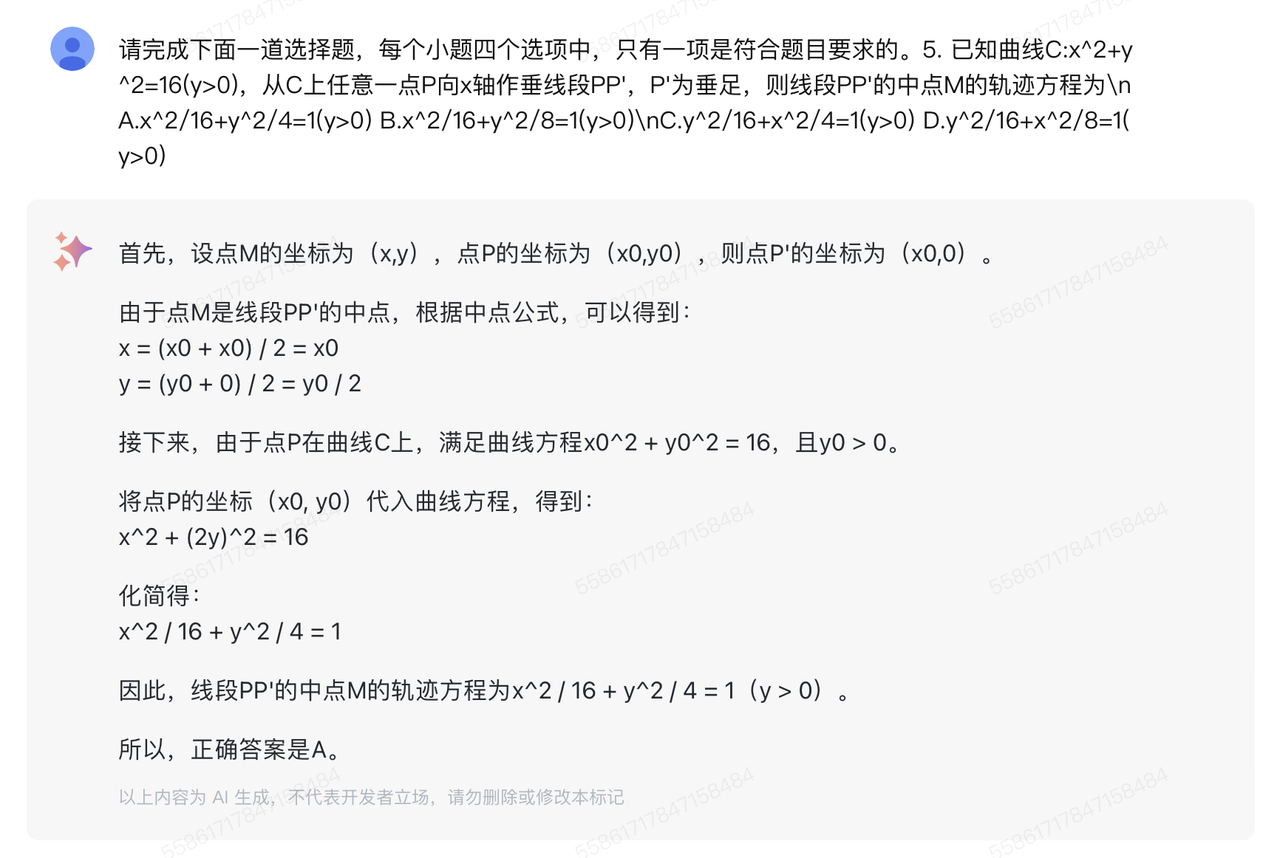 请完成下面一道选择题，每个小题四个选项中，只有一项是符合题目要求的。5. 已知曲线C:x^2+y
^2=16(y>0)，从C上任意一点P向x轴作垂线段PP'，P'为垂足，则线段PP'的中点M的轨迹方程为\n
A.x^2/16+y^2/4=1(y>0) B.x^2/16+y^2/8=1(y>0)\nC.y^2/16+x^2/4=1(y>0) D.y^2/16+x^2/8=1(
y>0)
首先，设点M的坐标为（x,y），点P的坐标为（x0,y0），则点P'的坐标为（x0,0）。
由于点M是线段PP'的中点，根据中点公式，可以得到：
x = (x0 + x0) / 2 = x0
y = (y0 + 0) / 2 = y0 / 2
接下来，由于点P在曲线C上，满足曲线方程x0^2 + y0^2 = 16，且y0 > 0。
将点P的坐标（x0, y0）代入曲线方程，得到：
x^2 + (2y)^2 = 16
化简得：
x^2 / 16 + y^2 / 4 = 1
因此，线段PP'的中点M的轨迹方程为x^2 / 16 + y^2 / 4 = 1（y > 0）。
所以，正确答案是A。
以上内容为 AI 生成，不代表开发者立场，请勿删除或修改本标记
55861717847158484
55861717847158484
55861717847158484
55861717847158484
55861717847158484
55861717847158484
55861717847158484
55861717847158484
55861717847158484